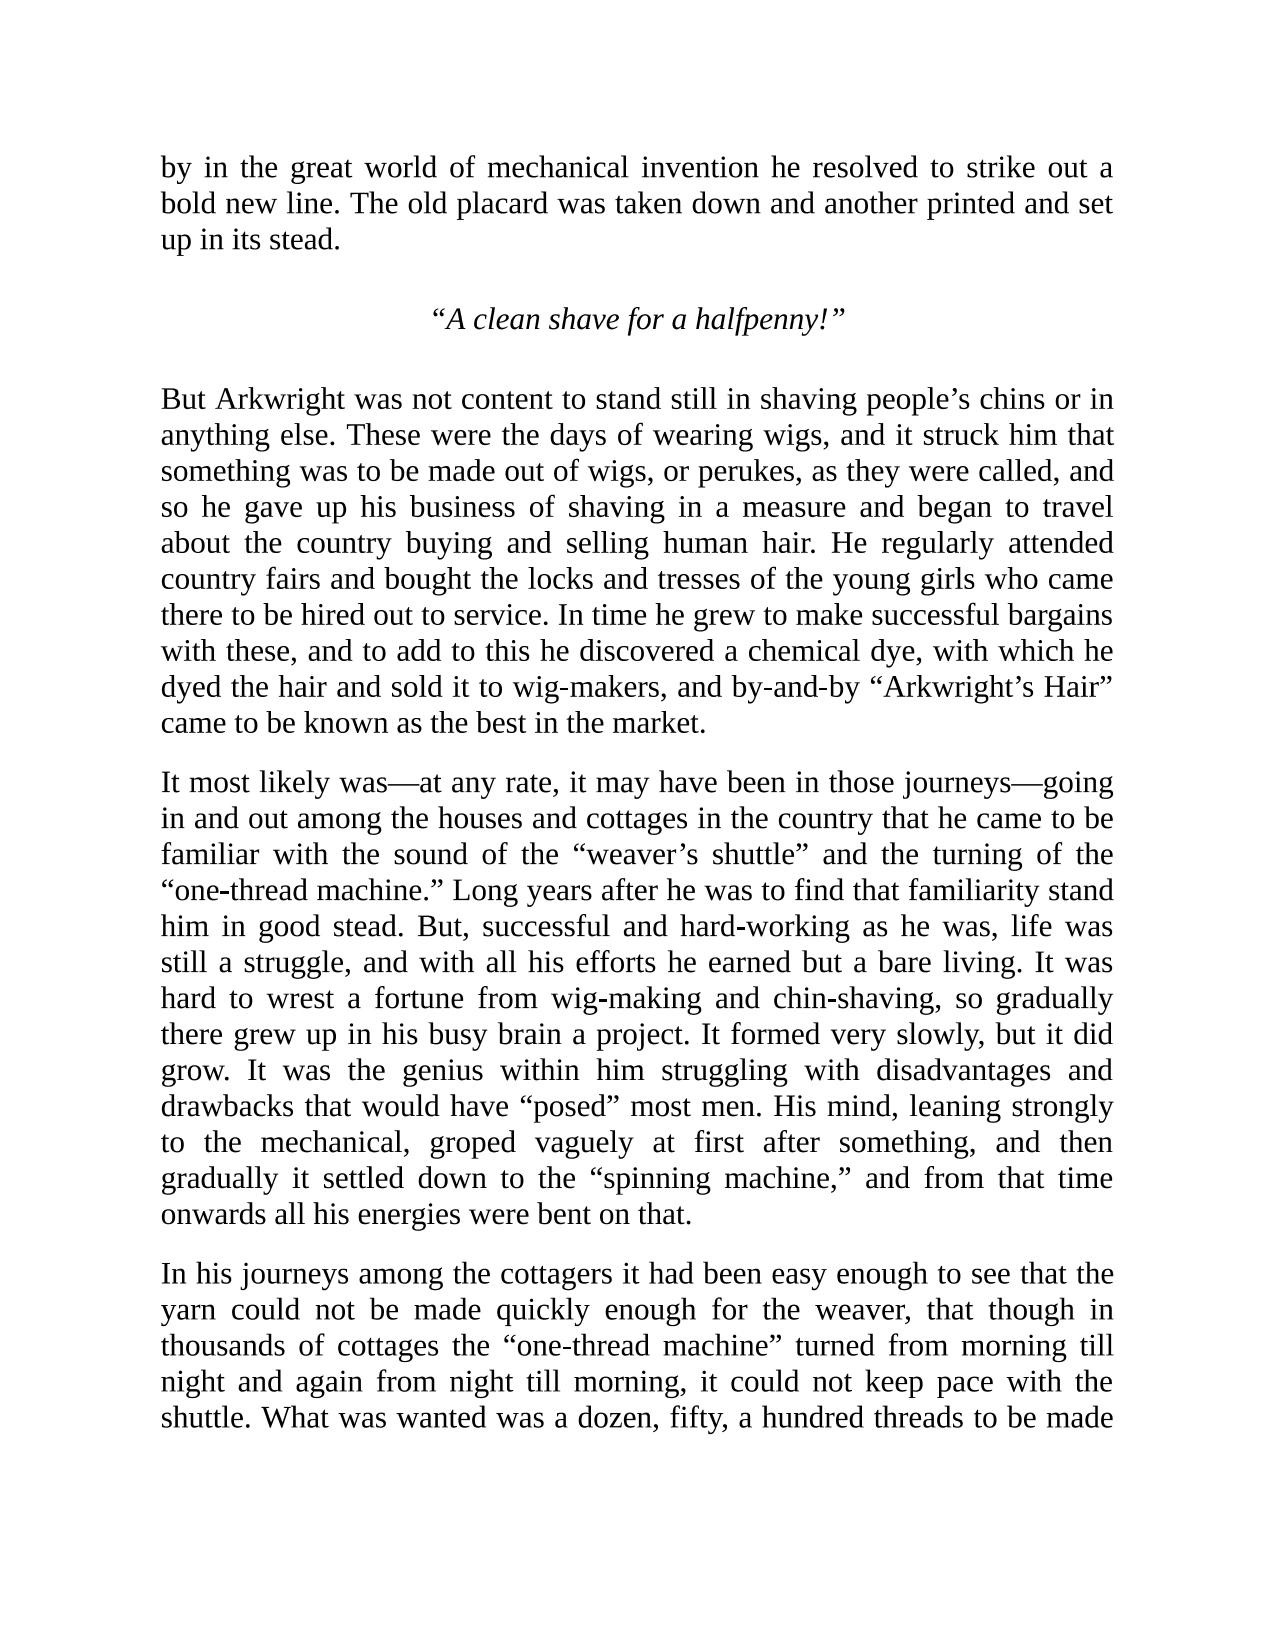 by in the great world of mechanical invention he resolved to strike out a
bold new line. The old placard was taken down and another printed and set
up in its stead.
“A clean shave for a halfpenny!”
But Arkwright was not content to stand still in shaving people’s chins or in
anything else. These were the days of wearing wigs, and it struck him that
something was to be made out of wigs, or perukes, as they were called, and
so he gave up his business of shaving in a measure and began to travel
about the country buying and selling human hair. He regularly attended
country fairs and bought the locks and tresses of the young girls who came
there to be hired out to service. In time he grew to make successful bargains
with these, and to add to this he discovered a chemical dye, with which he
dyed the hair and sold it to wig-makers, and by-and-by “Arkwright’s Hair”
came to be known as the best in the market.
It most likely was—at any rate, it may have been in those journeys—going
in and out among the houses and cottages in the country that he came to be
familiar with the sound of the “weaver’s shuttle” and the turning of the
“one-thread machine.” Long years after he was to find that familiarity stand
him in good stead. But, successful and hard-working as he was, life was
still a struggle, and with all his efforts he earned but a bare living. It was
hard to wrest a fortune from wig-making and chin-shaving, so gradually
there grew up in his busy brain a project. It formed very slowly, but it did
grow. It was the genius within him struggling with disadvantages and
drawbacks that would have “posed” most men. His mind, leaning strongly
to the mechanical, groped vaguely at first after something, and then
gradually it settled down to the “spinning machine,” and from that time
onwards all his energies were bent on that.
In his journeys among the cottagers it had been easy enough to see that the
yarn could not be made quickly enough for the weaver, that though in
thousands of cottages the “one-thread machine” turned from morning till
night and again from night till morning, it could not keep pace with the
shuttle. What was wanted was a dozen, fifty, a hundred threads to be made